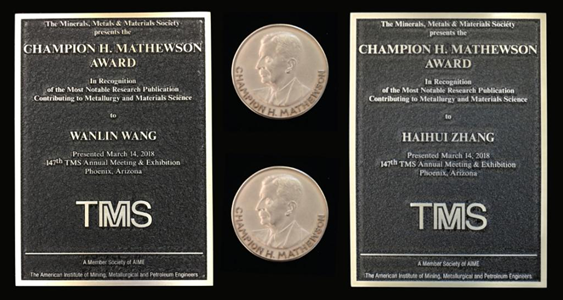 The Minerals, Metals & Materials Society
presents the
CHAMPION H. MATHEWSON
AWARD
In Recognition
of the Most Notable Research Publication
Contributing to Metallurgy and Materials Science
to
WANLIN WANG
Presented March 14, 2018
147th TMS Annual Meeting & Exhibition
Phoenix, Arizona
TMS
A Member Society of AIME
The American Institute of Mining, Metallurgical and Petroleum Engineers
CHAMPION H. MATHEWSON
CHAMPION H. MATHEWSON
The Minerals, Metals & Materials Society
presents the
CHAMPION H. MATHEWSON
AWARD
In Recognition
of the Most Notable Research Publication
Contributing to Metallurgy and Materials Science
to
HAIHUI ZHANG
Presented March 14, 2018
147th TMS Annual Meeting & Exhibition
Phoenix, Arizona
TMS
A Member Society of AIME
The American Institute of Mining, Metallurgical and Petroleum Engineers